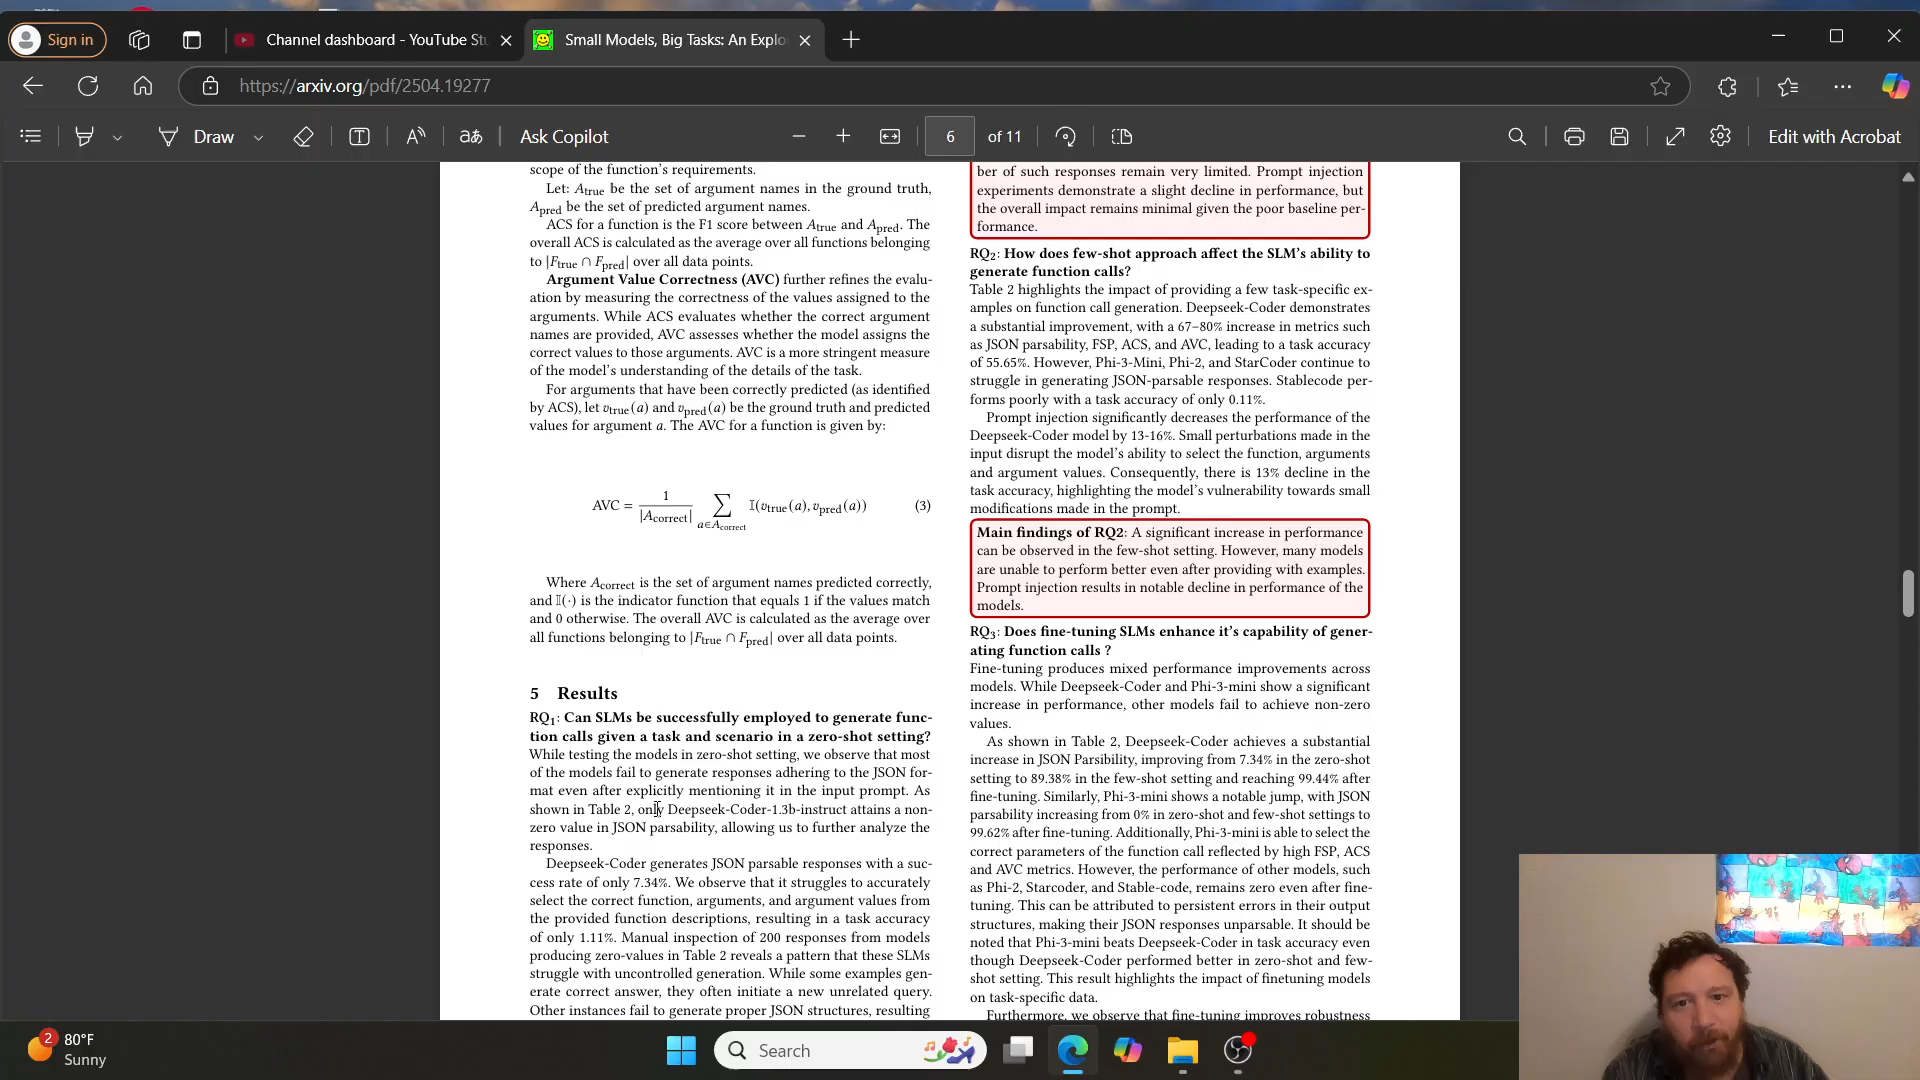 Sign in
Channel dashboard - YouTube Stu
Small Models, Big Tasks: An Explo
https://arxiv.org/pdf/2504.19277
Draw
aあ
Ask Copilot
6
of 11
Edit with Acrobat
scope of the function's requirements.
Let: Atrue be the set of argument names in the ground truth,
Apred be the set of predicted argument names.
ACS for a function is the F1 score between Atrue and Apred. The
overall ACS is calculated as the average over all functions belonging
to |Ftrue ∩ Fpred| over all data points.
Argument Value Correctness (AVC) further refines the evalu-
ation by measuring the correctness of the values assigned to the
arguments. While ACS evaluates whether the correct argument
names are provided, AVC assesses whether the model assigns the
correct values to those arguments. AVC is a more stringent measure
of the model's understanding of the details of the task.
For arguments that have been correctly predicted (as identified
by ACS), let vtrue(a) and vpred(a) be the ground truth and predicted
values for argument a. The AVC for a function is given by:
AVC = 1/|Acorrect| ∑ a∈Acorrect 𝕀(vtrue(a), vpred(a)) (3)
Where Acorrect is the set of argument names predicted correctly,
and 𝕀(·) is the indicator function that equals 1 if the values match
and 0 otherwise. The overall AVC is calculated as the average over
all functions belonging to |Ftrue ∩ Fpred| over all data points.
5 Results
RQ1: Can SLMs be successfully employed to generate func-
tion calls given a task and scenario in a zero-shot setting?
While testing the models in zero-shot setting, we observe that most
of the models fail to generate responses adhering to the JSON for-
mat even after explicitly mentioning it in the input prompt. As
shown in Table 2, only Deepseek-Coder-1.3b-instruct attains a non-
zero value in JSON parsability, allowing us to further analyze the
responses.
Deepseek-Coder generates JSON parsable responses with a suc-
cess rate of only 7.34%. We observe that it struggles to accurately
select the correct function, arguments, and argument values from
the provided function descriptions, resulting in a task accuracy
of only 1.11%. Manual inspection of 200 responses from models
producing zero-values in Table 2 reveals a pattern that these SLMs
struggle with uncontrolled generation. While some examples gen-
erate correct answer, they often initiate a new unrelated query.
Other instances fail to generate proper JSON structures, resulting
ber of such responses remain very limited. Prompt injection
experiments demonstrate a slight decline in performance, but
the overall impact remains minimal given the poor baseline per-
formance.
RQ2: How does few-shot approach affect the SLM's ability to
generate function calls?
Table 2 highlights the impact of providing a few task-specific ex-
amples on function call generation. Deepseek-Coder demonstrates
a substantial improvement, with a 67–80% increase in metrics such
as JSON parsability, FSP, ACS, and AVC, leading to a task accuracy
of 55.65%. However, Phi-3-Mini, Phi-2, and StarCoder continue to
struggle in generating JSON-parsable responses. Stablecode per-
forms poorly with a task accuracy of only 0.11%.
Prompt injection significantly decreases the performance of the
Deepseek-Coder model by 13-16%. Small perturbations made in the
input disrupt the model's ability to select the function, arguments
and argument values. Consequently, there is 13% decline in the
task accuracy, highlighting the model's vulnerability towards small
modifications made in the prompt.
Main findings of RQ2: A significant increase in performance
can be observed in the few-shot setting. However, many models
are unable to perform better even after providing with examples.
Prompt injection results in notable decline in performance of the
models.
RQ3: Does fine-tuning SLMs enhance it's capability of gener-
ating function calls ?
Fine-tuning produces mixed performance improvements across
models. While Deepseek-Coder and Phi-3-mini show a significant
increase in performance, other models fail to achieve non-zero
values.
As shown in Table 2, Deepseek-Coder achieves a substantial
increase in JSON Parsibility, improving from 7.34% in the zero-shot
setting to 89.38% in the few-shot setting and reaching 99.44% after
fine-tuning. Similarly, Phi-3-mini shows a notable jump, with JSON
parsability increasing from 0% in zero-shot and few-shot settings to
99.62% after fine-tuning. Additionally, Phi-3-mini is able to select the
correct parameters of the function call reflected by high FSP, ACS
and AVC metrics. However, the performance of other models, such
as Phi-2, Starcoder, and Stable-code, remains zero even after fine-
tuning. This can be attributed to persistent errors in their output
structures, making their JSON responses unparsable. It should be
noted that Phi-3-mini beats Deepseek-Coder in task accuracy even
though Deepseek-Coder performed better in zero-shot and few-
shot setting. This result highlights the impact of finetuning models
on task-specific data.
Furthermore, we observe that fine-tuning improves robustness
2
80°F
Sunny
Search